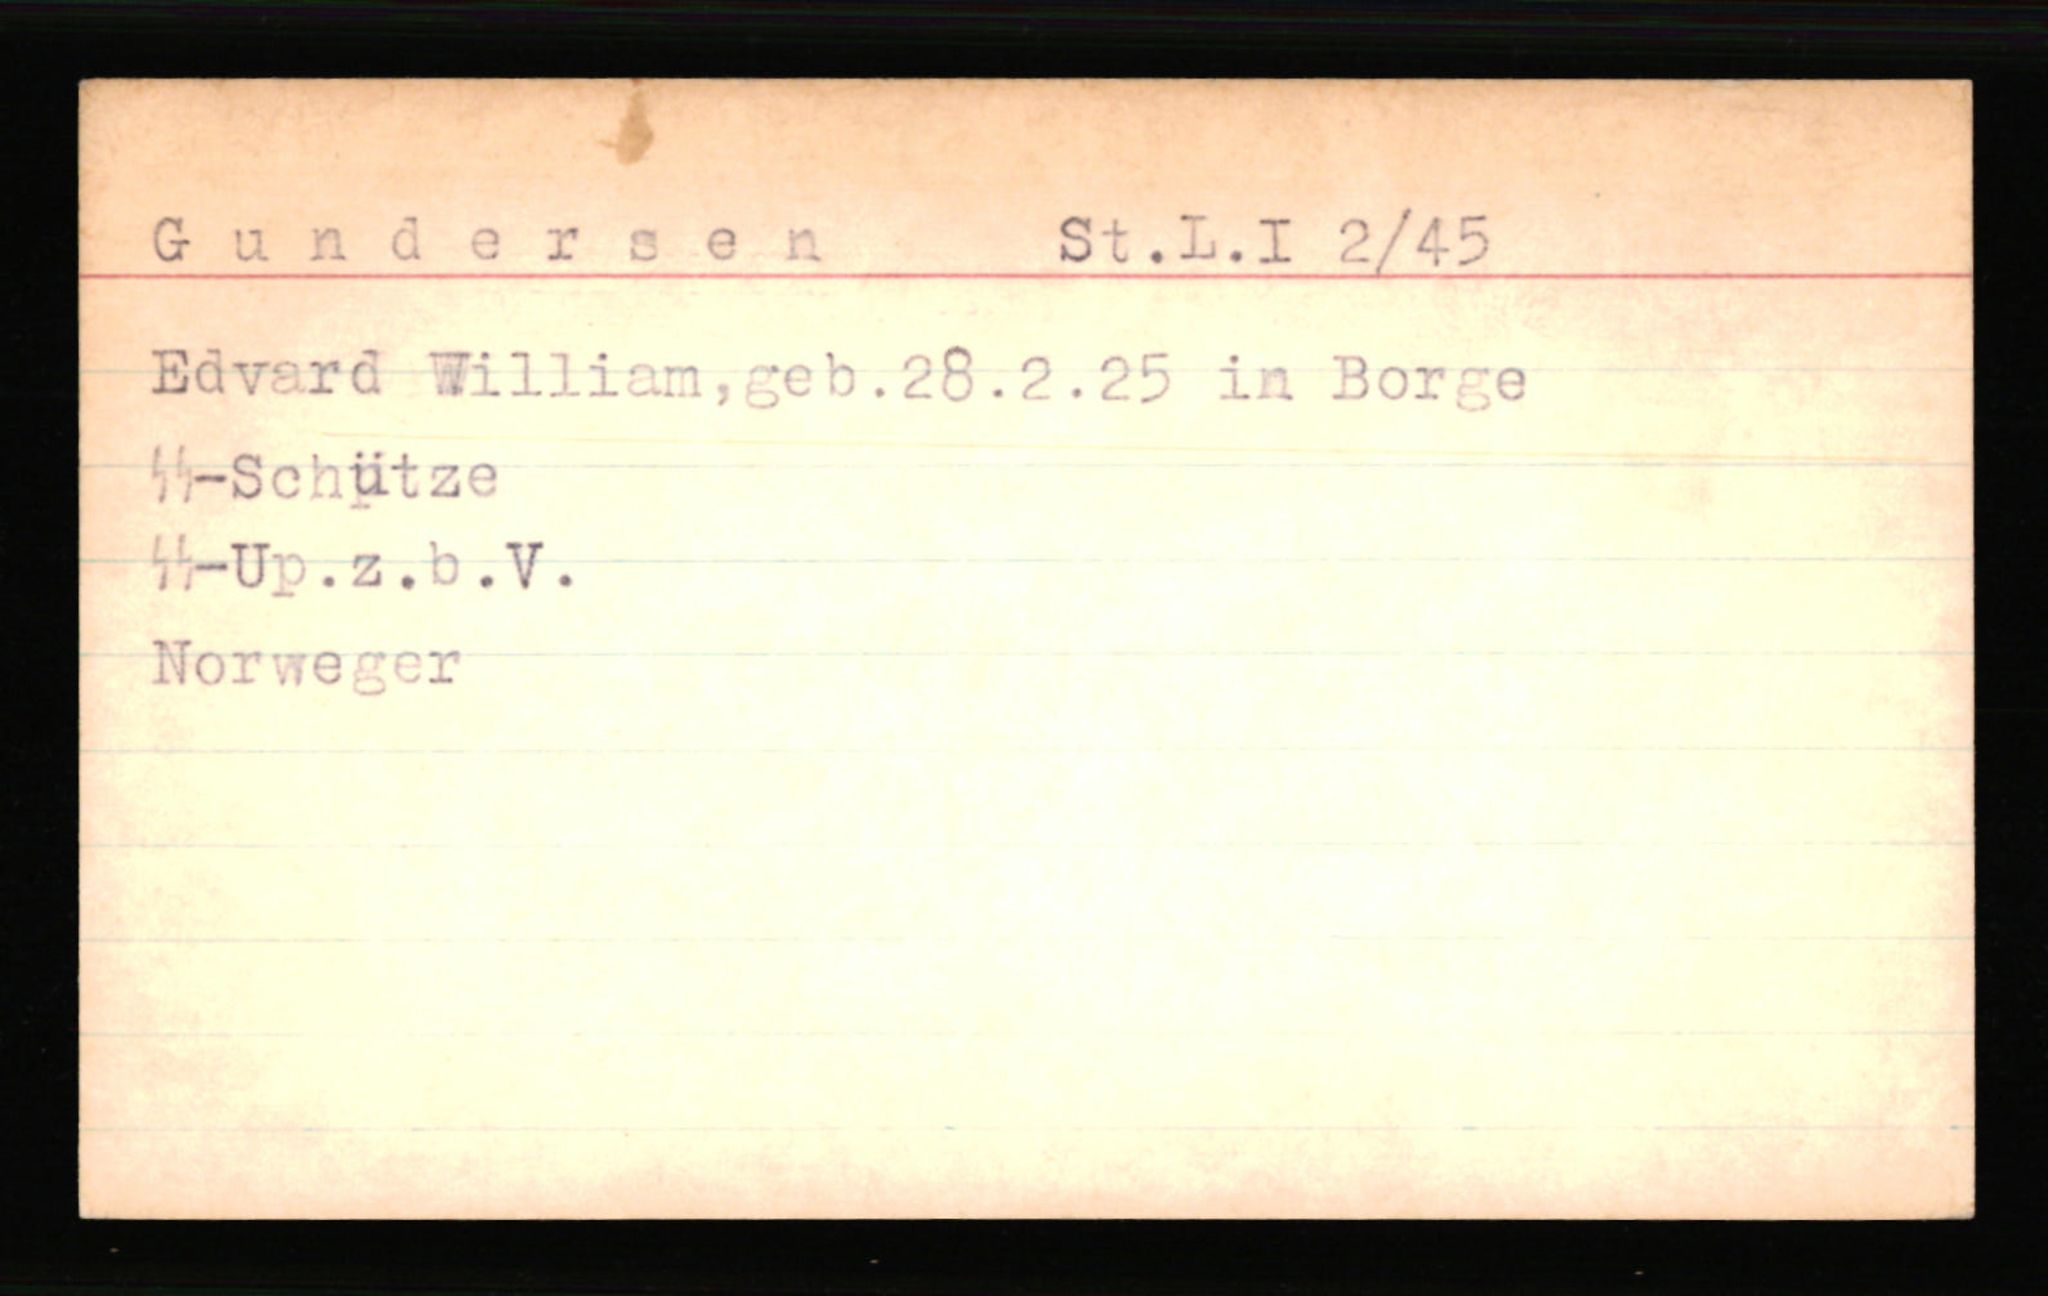 G u n d e r s e n St.L.I 2/45
Edvard William,geb.28.2.25 in Borge
ᛋᛋ-Schütze
ᛋᛋ-Up.z.b.V.
Norweger